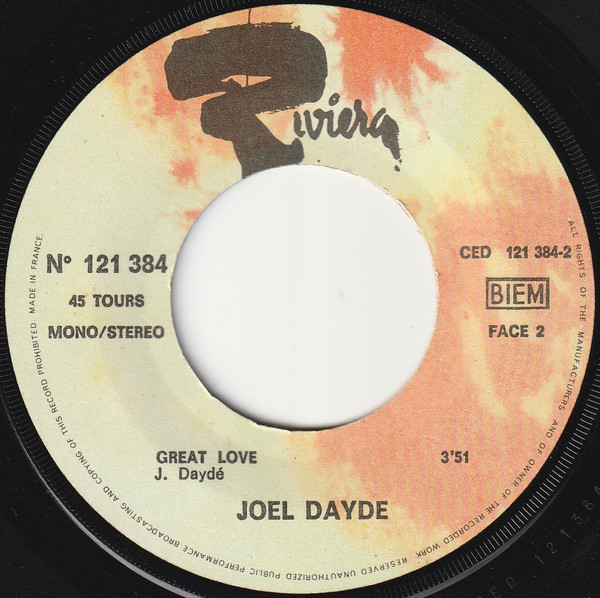 Riviera
N° 121 384
45 TOURS
MONO/STEREO
CED 121 384-2
BIEM
FACE 2
GREAT LOVE 3'51
J. Daydé
JOEL DAYDE
ALL RIGHTS OF THE MANUFACTURERS AND OF OWNER OF THE RECORDED WORK. RESERVED UNAUTHORIZED PUBLIC PERFORMANCE BROADCASTING AND COPYING OF THIS RECORD PROHIBITED. MADE IN FRANCE.